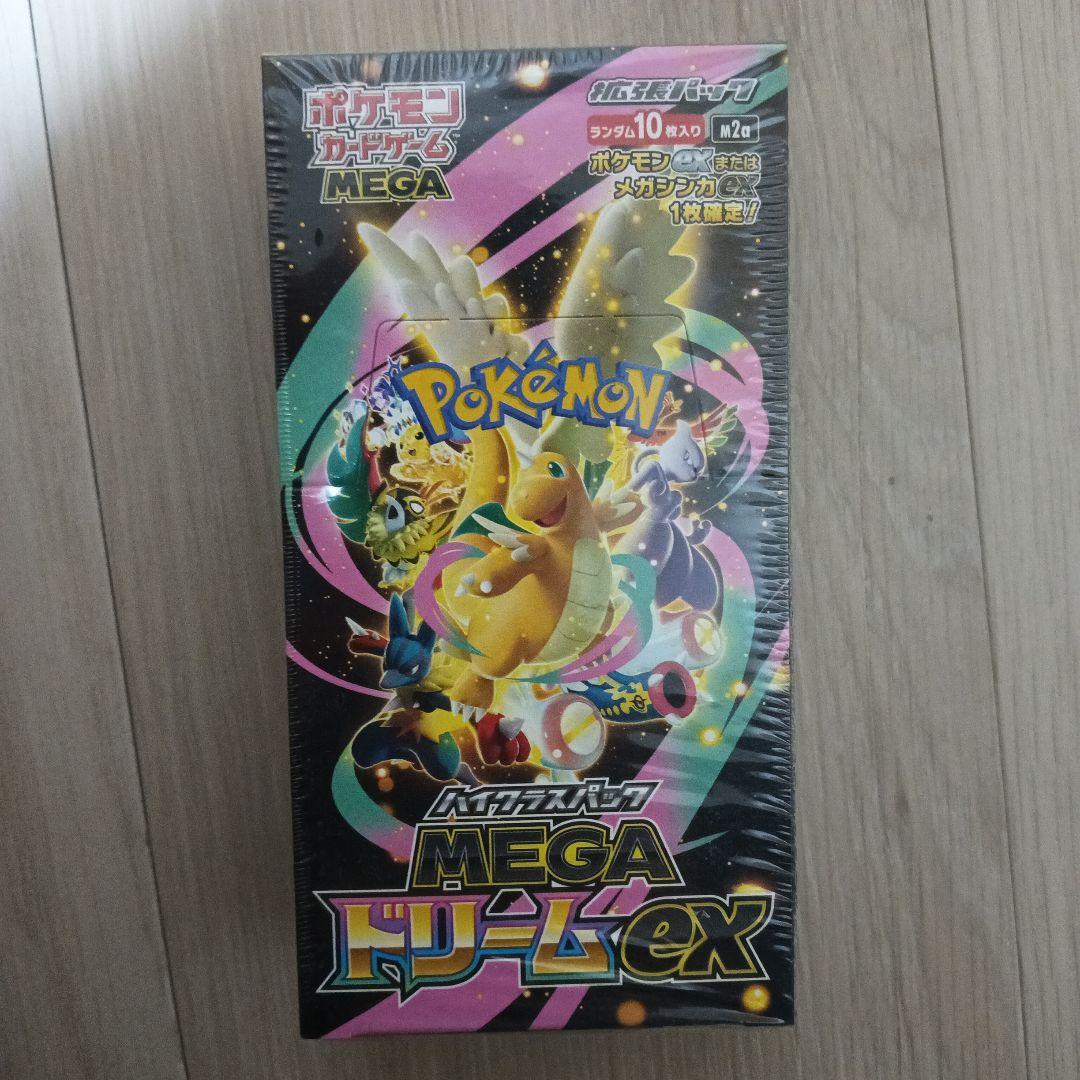 ポケモン
カードゲーム
MEGA
拡張パック
ランダム10枚入り M2a
ポケモンexまたは
メガシンカex
1枚確定!
POKÉMON
TM
ハイクラスパック
MEGA
ドリームex